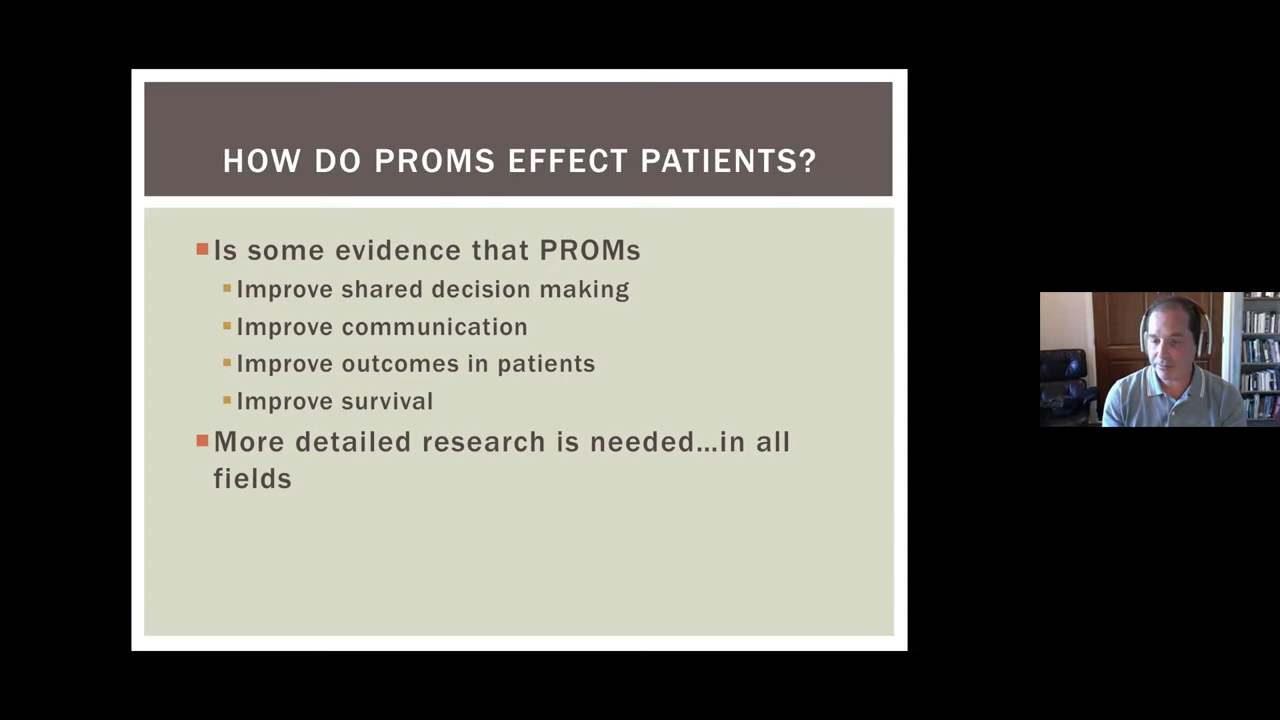 HOW DO PROMS EFFECT PATIENTS?
Is some evidence that PROMs
Improve shared decision making
Improve communication
Improve outcomes in patients
Improve survival
More detailed research is needed...in all
fields